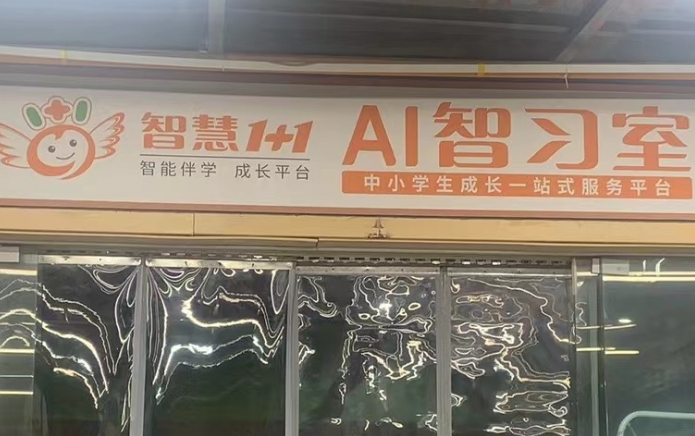 智慧1+1
智能伴学 成长平台
AI智习室
中小学生成长一站式服务平台